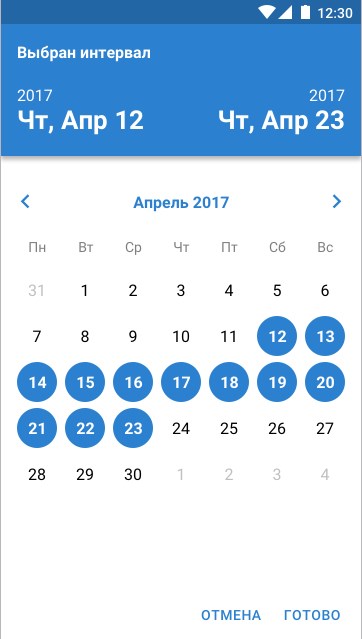 12:30
Выбран интервал
2017 2017
Чт, Апр 12 Чт, Апр 23
Апрель 2017
Пн Вт Ср Чт Пт Сб Вс
31 1 2 3 4 5 6
7 8 9 10 11 12 13
14 15 16 17 18 19 20
21 22 23 24 25 26 27
28 29 30 1 2 3 4
ОТМЕНА ГОТОВО